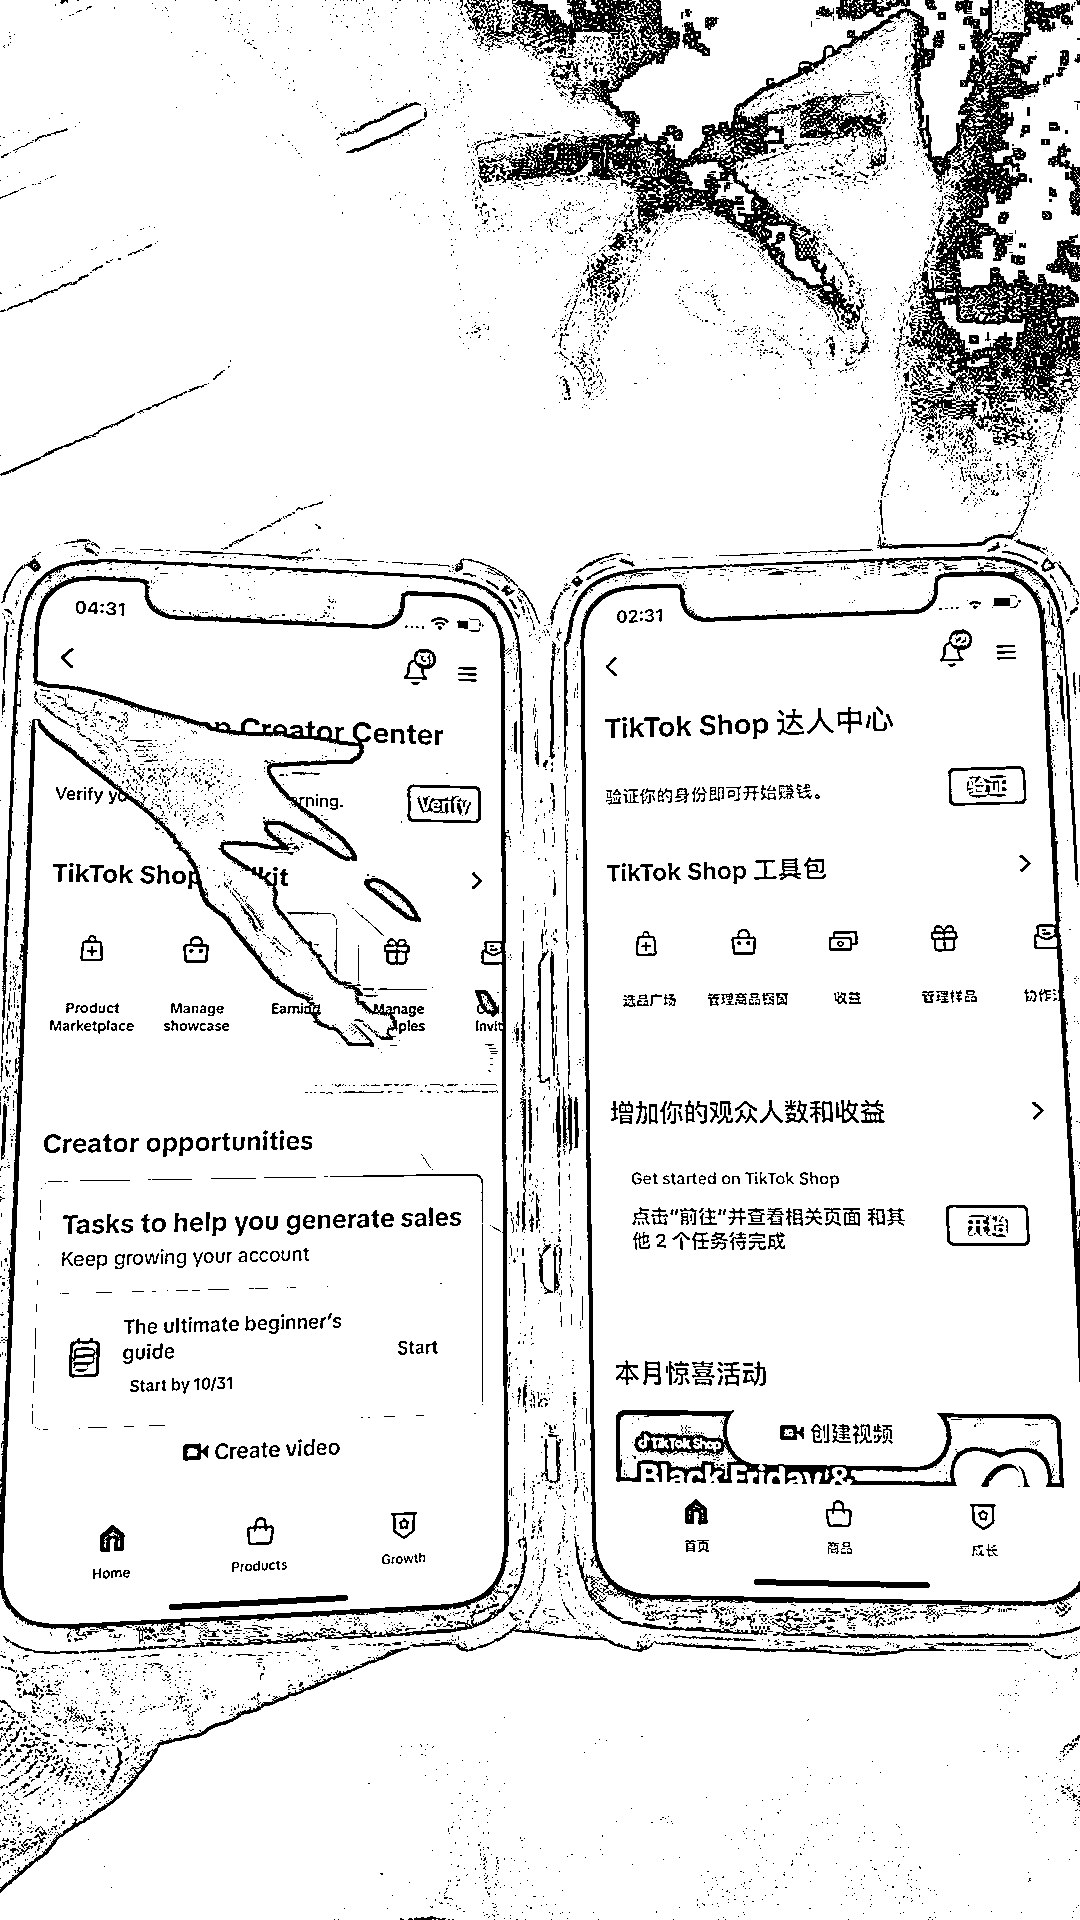 04:31
op Creator Center
Verify yo
rning.
Verify
TikTok Shop
lkit
Product
Marketplace
Manage
showcase
Earning
Manage
ples
Invit
Creator opportunities
Tasks to help you generate sales
Keep growing your account
The ultimate beginner's
guide
Start
Start by 10/31
Create video
Home
Products
Growth
02:31
TikTok Shop 达人中心
验证你的身份即可开始赚钱。
验证
TikTok Shop 工具包
选品广场
管理商品橱窗
收益
管理样品
协作
增加你的观众人数和收益
Get started on TikTok Shop
点击"前往"并查看相关页面 和其
他 2 个任务待完成
开始
本月惊喜活动
TikTok Shop
Black Friday &
创建视频
首页
商品
成长